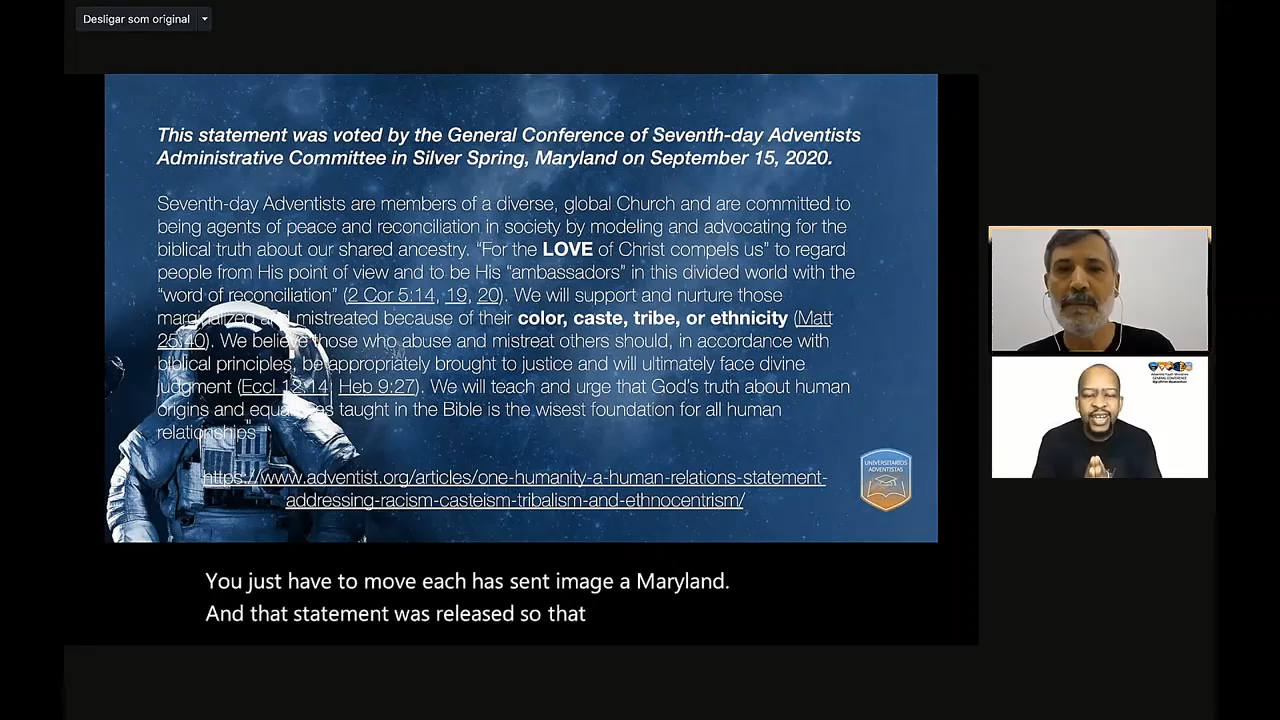 Desligar som original
This statement was voted by the General Conference of Seventh-day Adventists
Administrative Committee in Silver Spring, Maryland on September 15, 2020.
Seventh-day Adventists are members of a diverse, global Church and are committed to
being agents of peace and reconciliation in society by modeling and advocating for the
biblical truth about our shared ancestry. “For the LOVE of Christ compels us” to regard
people from His point of view and to be His “ambassadors” in this divided world with the
“word of reconciliation” (2 Cor 5:14, 19, 20). We will support and nurture those
marginalized and mistreated because of their color, caste, tribe, or ethnicity (Matt
25:40). We believe those who abuse and mistreat others should, in accordance with
biblical principles, be appropriately brought to justice and will ultimately face divine
judgment (Eccl 12:14; Heb 9:27). We will teach and urge that God’s truth about human
origins and equality as taught in the Bible is the wisest foundation for all human
relationships
https://www.adventist.org/articles/one-humanity-a-human-relations-statement-
addressing-racism-casteism-tribalism-and-ethnocentrism/
UNIVERSITARIOS
ADVENTISTAS
Adventist Youth Ministries
GENERAL CONFERENCE
You just have to move each has sent image a Maryland.
And that statement was released so that